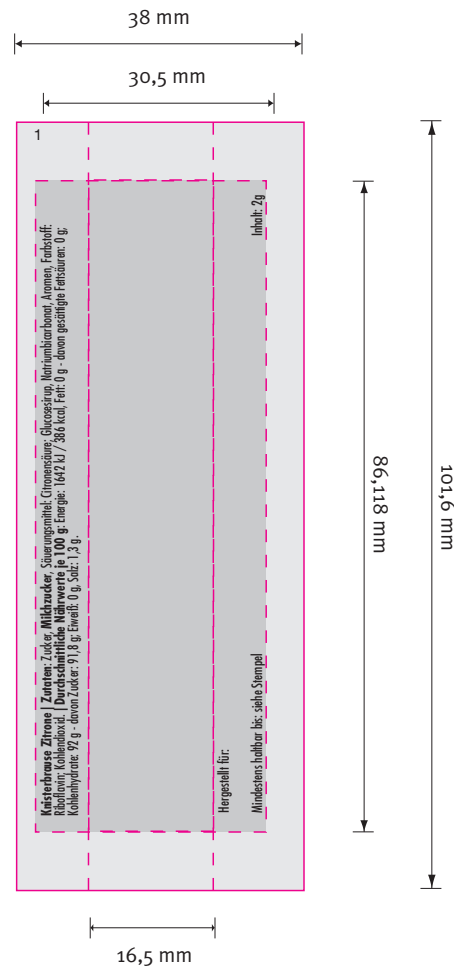 38 mm
30,5 mm
1
Knisterbrause Zitrone | Zutaten: Zucker, Milchzucker, Säuerungsmittel: Citronensäure; Glucosesirup, Natriumbicarbonat, Aromen, Farbstoff:
Riboflavin; Kohlendioxid. | Durchschnittliche Nährwerte je 100 g: Energie: 1642 kJ / 386 kcal, Fett: 0 g - davon gesättigte Fettsäuren: 0 g;
Kohlenhydrate: 92 g - davon Zucker: 91,8 g; Eiweiß: 0 g, Salz: 1,3 g.
Hergestellt für:
Mindestens haltbar bis: siehe Stempel
Inhalt: 2g
86,118 mm
101,6 mm
16,5 mm